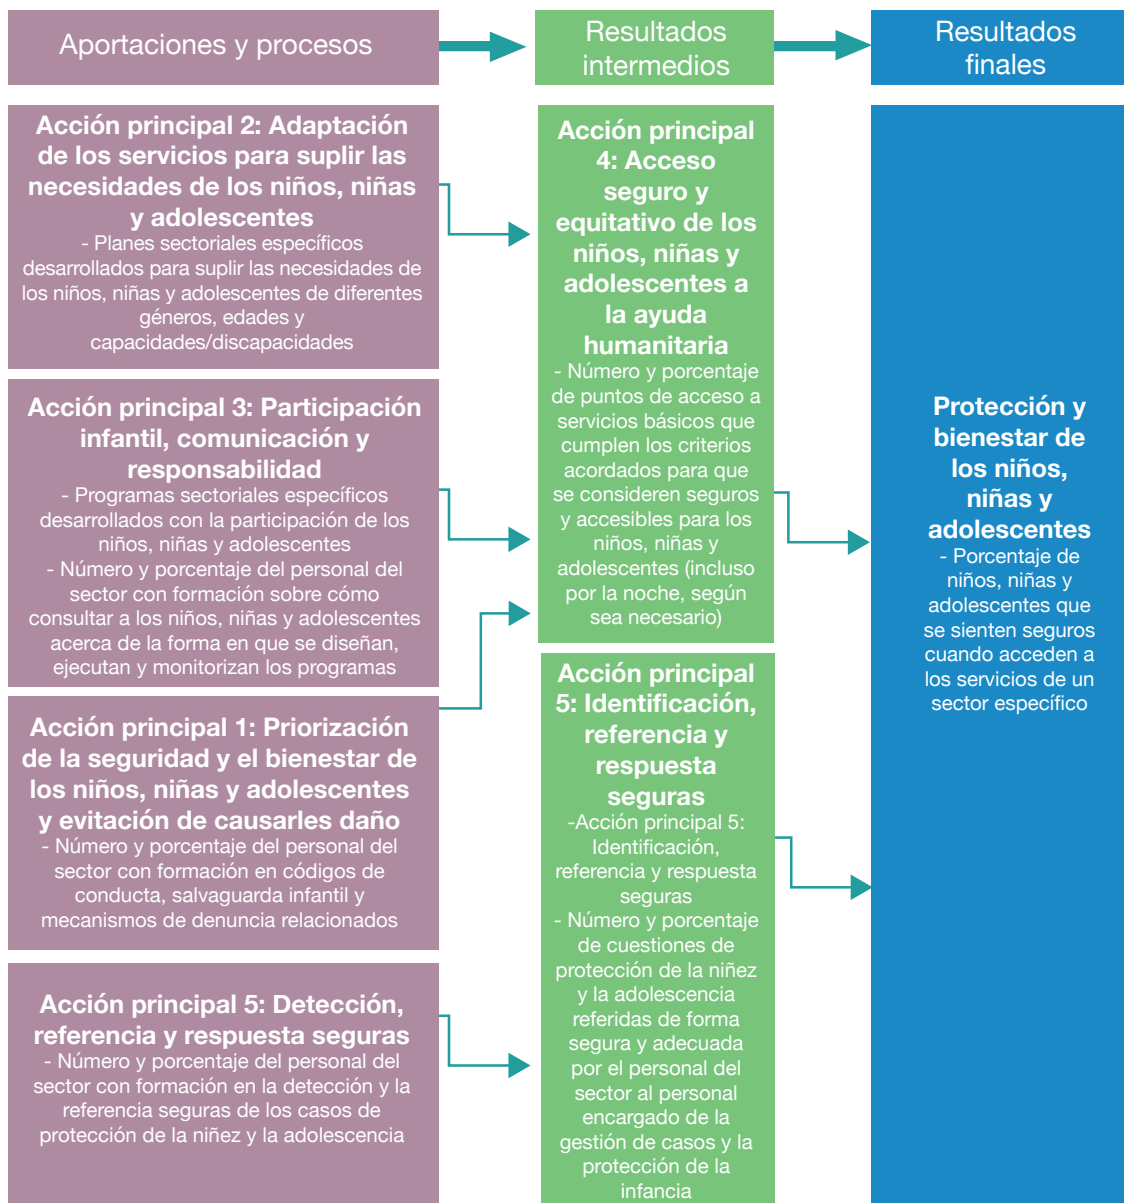 Aportaciones y procesos
Resultados
intermedios
Resultados
finales
Acción principal 2: Adaptación
de los servicios para suplir las
necesidades de los niños, niñas
y adolescentes
- Planes sectoriales específicos
desarrollados para suplir las necesidades de
los niños, niñas y adolescentes de diferentes
géneros, edades y
capacidades/discapacidades
Acción principal 3: Participación
infantil, comunicación y
responsabilidad
- Programas sectoriales específicos
desarrollados con la participación de los
niños, niñas y adolescentes
- Número y porcentaje del personal del
sector con formación sobre cómo
consultar a los niños, niñas y adolescentes
acerca de la forma en que se diseñan,
ejecutan y monitorizan los programas
Acción principal 1: Priorización
de la seguridad y el bienestar de
los niños, niñas y adolescentes
y evitación de causarles daño
- Número y porcentaje del personal del
sector con formación en códigos de
conducta, salvaguarda infantil y
mecanismos de denuncia relacionados
Acción principal 5: Detección,
referencia y respuesta seguras
- Número y porcentaje del personal del
sector con formación en la detección y la
referencia seguras de los casos de
protección de la niñez y la adolescencia
Acción principal
4: Acceso
seguro y
equitativo de los
niños, niñas y
adolescentes a
la ayuda
humanitaria
- Número y porcentaje
de puntos de acceso a
servicios básicos que
cumplen los criterios
acordados para que
se consideren seguros
y accesibles para los
niños, niñas y
adolescentes (incluso
por la noche, según
sea necesario)
Acción principal
5: Identificación,
referencia y
respuesta
seguras
-Acción principal 5:
Identificación,
referencia y respuesta
seguras
- Número y porcentaje
de cuestiones de
protección de la niñez
y la adolescencia
referidas de forma
segura y adecuada
por el personal del
sector al personal
encargado de la
gestión de casos y la
protección de la
infancia
Protección y
bienestar de
los niños,
niñas y
adolescentes
- Porcentaje de
niños, niñas y
adolescentes que
se sienten seguros
cuando acceden a
los servicios de un
sector específico